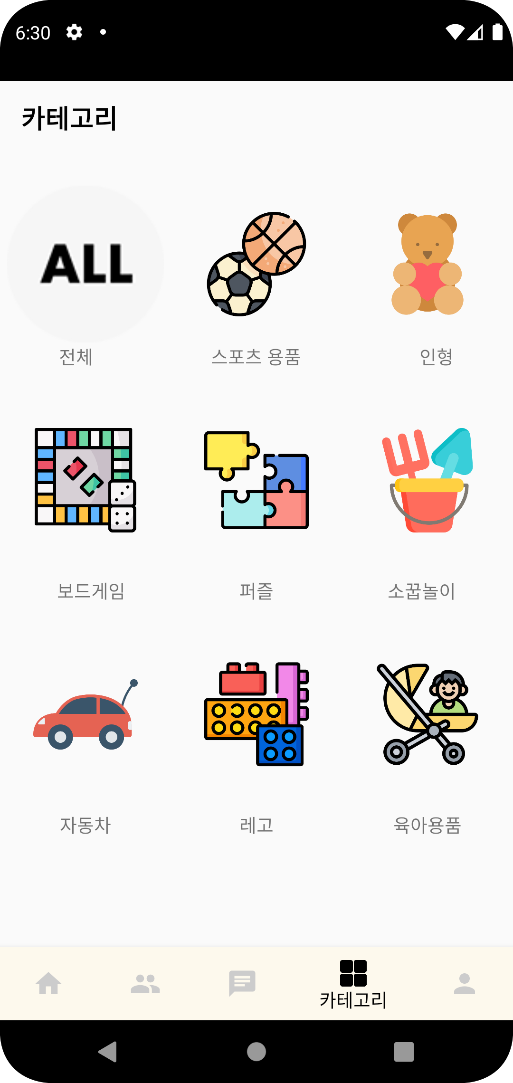 6:30
카테고리
ALL
전체 스포츠 용품 인형
보드게임 퍼즐 소꿉놀이
자동차 레고 육아용품
카테고리